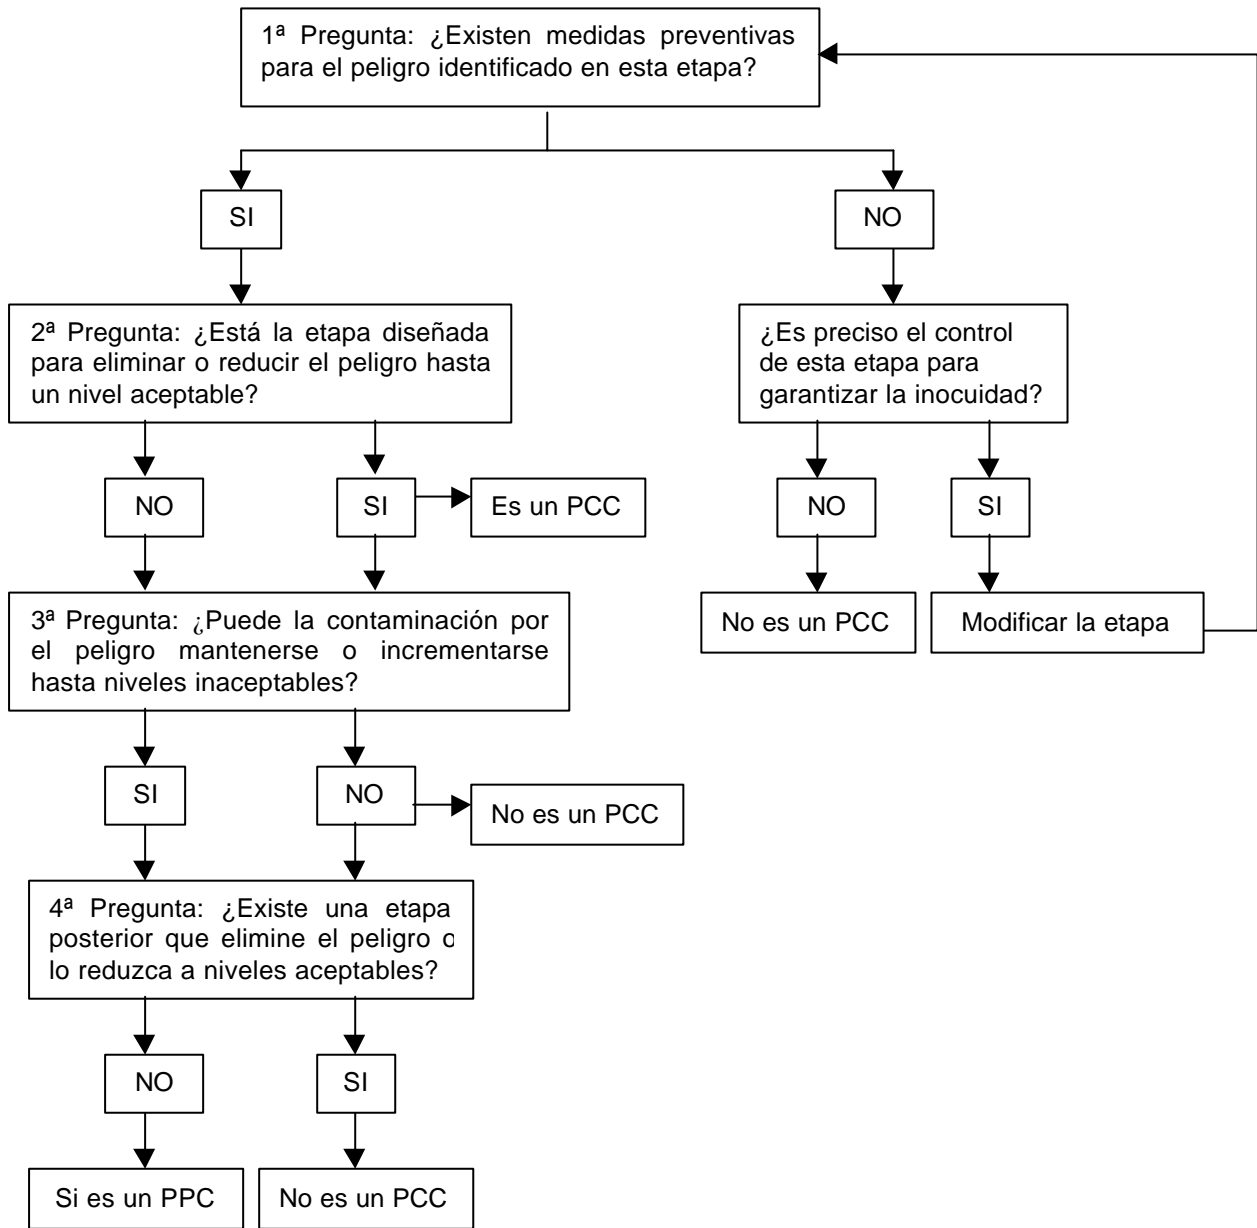 1ª Pregunta: ¿Existen medidas preventivas
para el peligro identificado en esta etapa?
SI
NO
2ª Pregunta: ¿Está la etapa diseñada
para eliminar o reducir el peligro hasta
un nivel aceptable?
¿Es preciso el control
de esta etapa para
garantizar la inocuidad?
NO
SI
Es un PCC
NO
SI
3ª Pregunta: ¿Puede la contaminación por
el peligro mantenerse o incrementarse
hasta niveles inaceptables?
No es un PCC
Modificar la etapa
SI
NO
No es un PCC
4ª Pregunta: ¿Existe una etapa
posterior que elimine el peligro o
lo reduzca a niveles aceptables?
NO
SI
Si es un PPC
No es un PCC